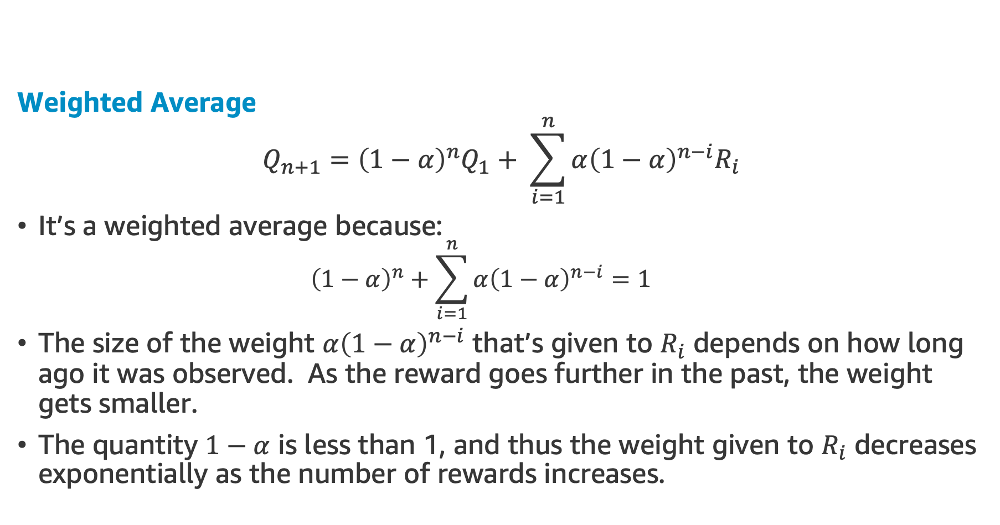 Weighted Average
$Q_{n+1} = (1 - \alpha)^n Q_1 + \sum_{i=1}^{n} \alpha(1 - \alpha)^{n-i} R_i$
• It’s a weighted average because:
$(1 - \alpha)^n + \sum_{i=1}^{n} \alpha(1 - \alpha)^{n-i} = 1$
• The size of the weight $\alpha(1 - \alpha)^{n-i}$ that’s given to $R_i$ depends on how long
ago it was observed.  As the reward goes further in the past, the weight
gets smaller.
• The quantity $1 - \alpha$ is less than 1, and thus the weight given to $R_i$ decreases
exponentially as the number of rewards increases.